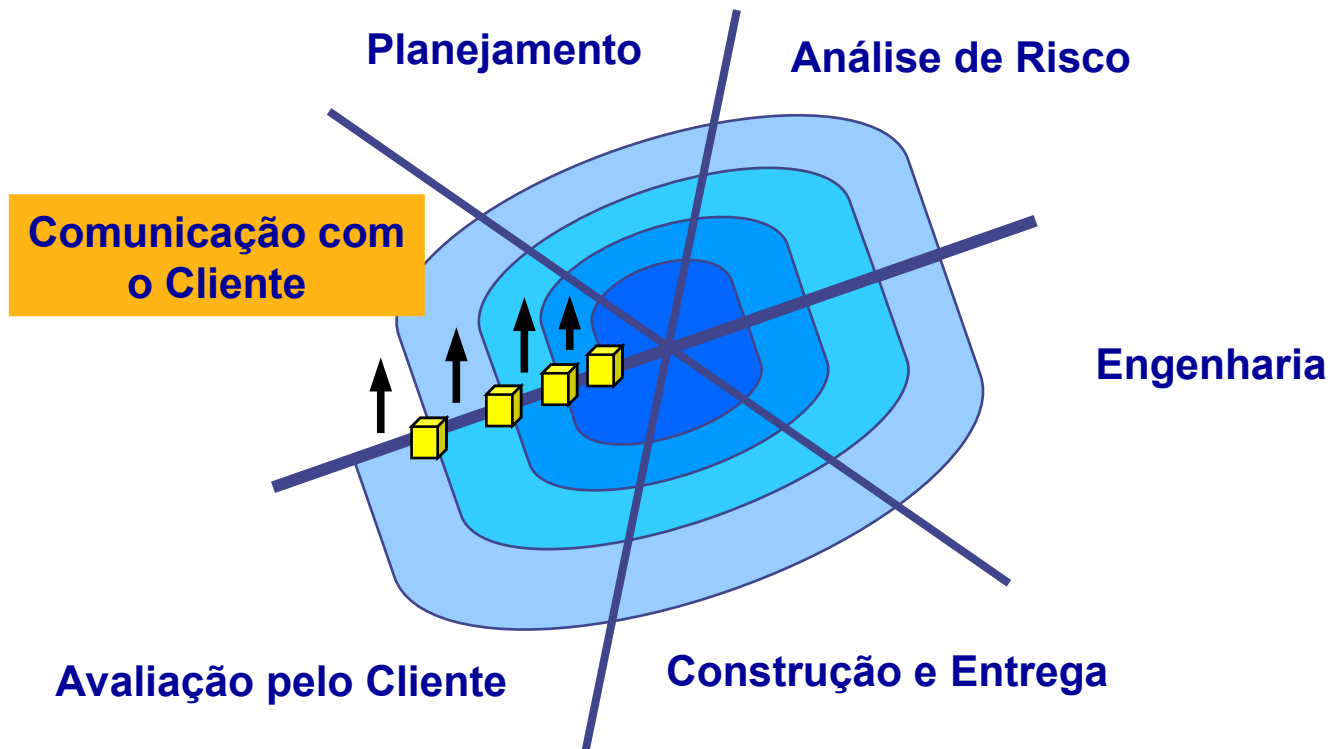 Planejamento
Análise de Risco
Comunicação com
o Cliente
Engenharia
Avaliação pelo Cliente
Construção e Entrega